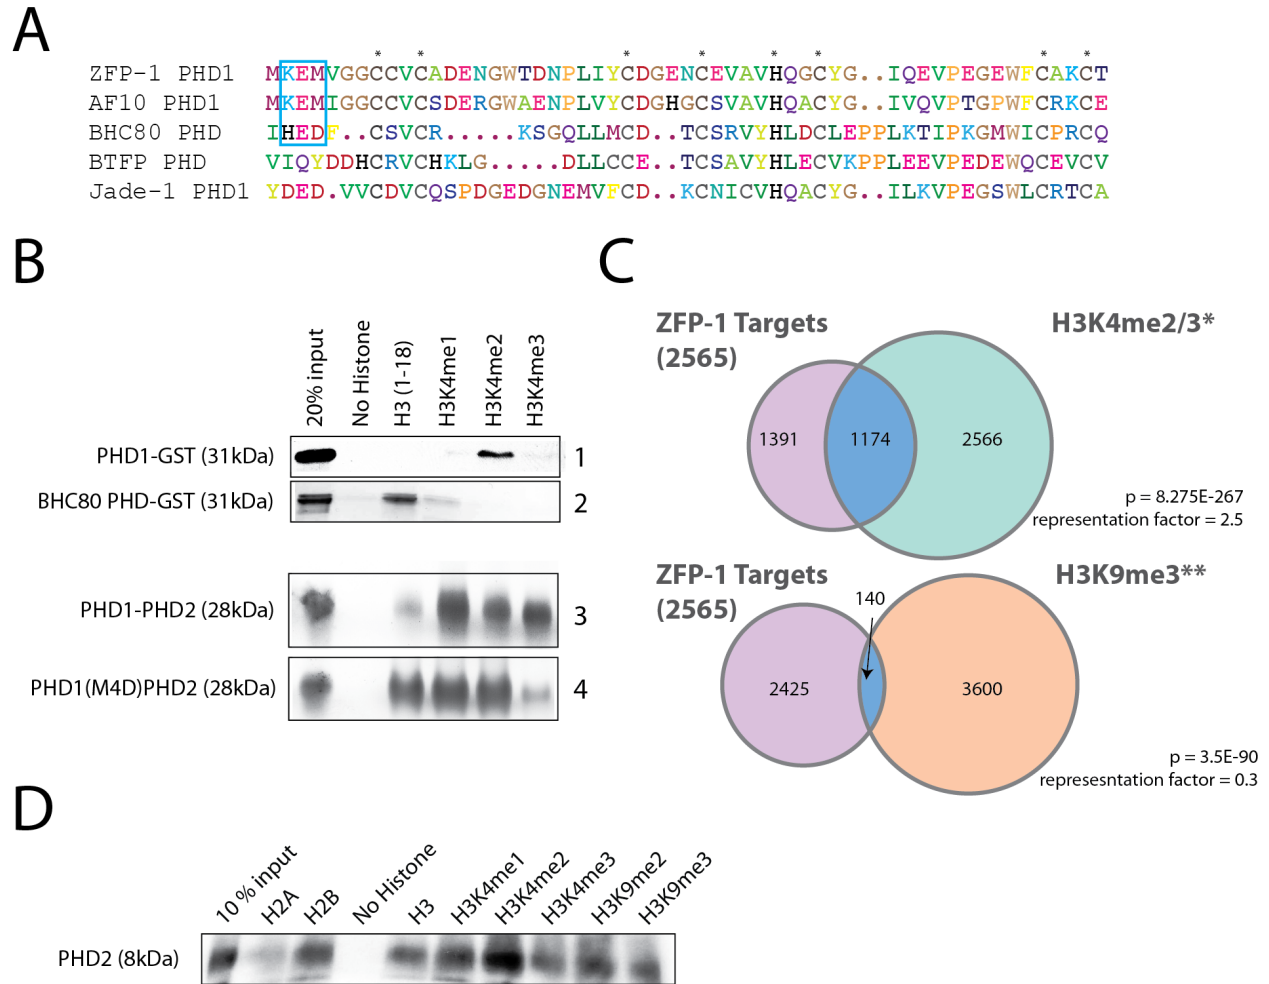 A
* * * * * * * *
ZFP-1 PHD1 MKEMVGGCCVCADENGWTDNPLIYCDGENCEVAVHQGCYG..IQEVPEGEWFCAKCT
AF10 PHD1 MKEMIGGCCVCSDERGWAENPLVYCDGHGCSVAVHQACYG..IVQVPTGPWFCRKCE
BHC80 PHD IHEDF..CSVCR.....KSGQLLMCD..TCSRVYHLDCLEPPLKTIPKGMWICPRCQ
BTFP PHD VIQYDDHCRVCHKLG.....DLLCCE..TCSAVYHLECVKPPLEEVPEDEWQCEVCV
Jade-1 PHD1 YDED.VVCDVCQSPDGEDGNEMVFCD..KCNICVHQACYG..ILKVPEGSWLCRTCA
B
20% input
No Histone
H3 (1-18)
H3K4me1
H3K4me2
H3K4me3
PHD1-GST (31kDa) 1
BHC80 PHD-GST (31kDa) 2
PHD1-PHD2 (28kDa) 3
PHD1(M4D)PHD2 (28kDa) 4
C
ZFP-1 Targets
(2565)
H3K4me2/3*
1391 1174 2566
p = 8.275E-267
representation factor = 2.5
ZFP-1 Targets
(2565)
H3K9me3**
140
2425 3600
p = 3.5E-90
represesntation factor = 0.3
D
10 % input
H2A
H2B
No Histone
H3
H3K4me1
H3K4me2
H3K4me3
H3K9me2
H3K9me3
PHD2 (8kDa)